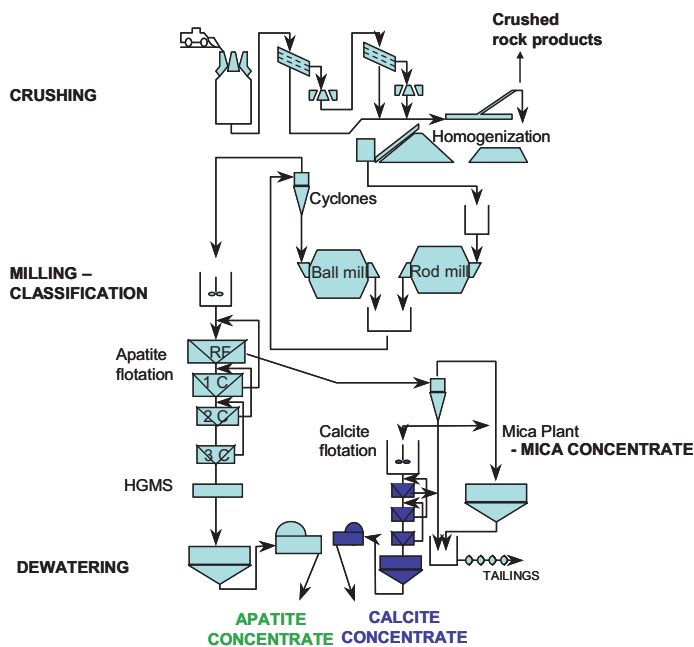 Crushed
rock products
CRUSHING
Homogenization
Cyclones
MILLING –
CLASSIFICATION
Ball mill
Rod mill
Apatite
flotation
RF
1 C
2 C
3 C
Calcite
flotation
Mica Plant
- MICA CONCENTRATE
HGMS
DEWATERING
TAILINGS
APATITE
CONCENTRATE
CALCITE
CONCENTRATE